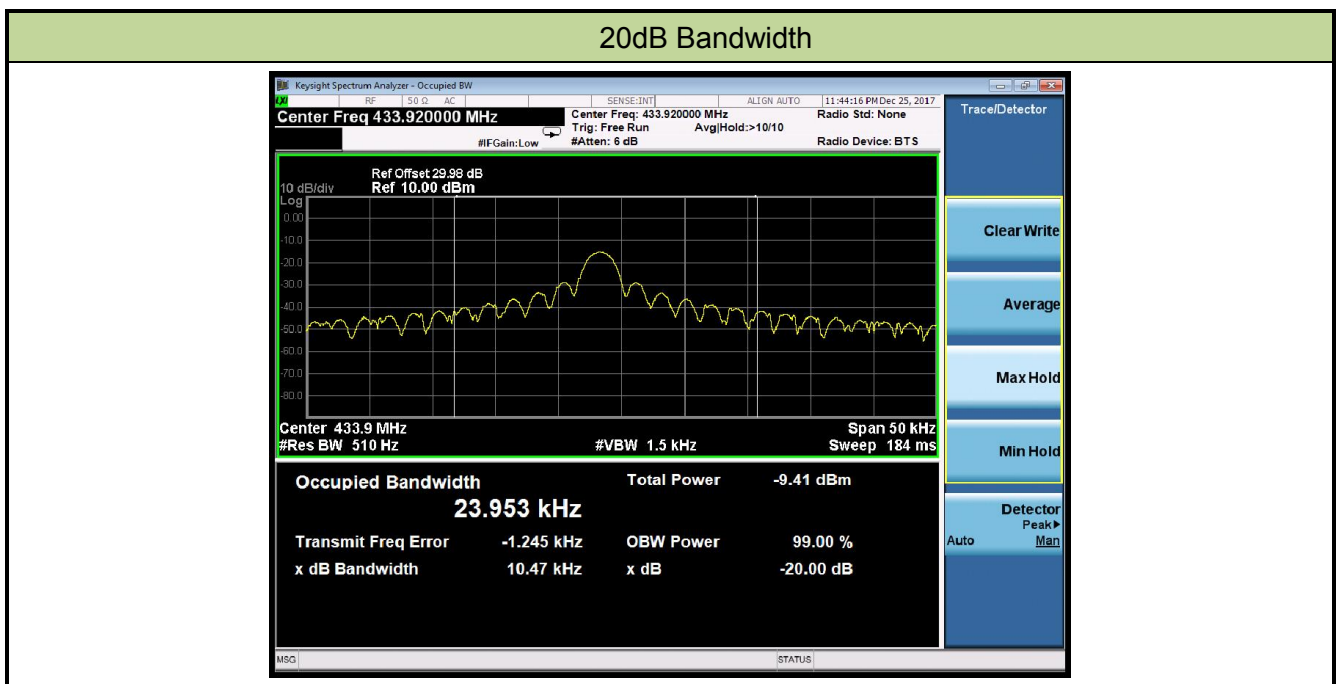 20dB Bandwidth
Keysight Spectrum Analyzer - Occupied BW
LXI RF 50 Ω AC SENSE:INT ALIGN AUTO 11:44:16 PM Dec 25, 2017
Center Freq 433.920000 MHz Center Freq: 433.920000 MHz Radio Std: None
Trig: Free Run Avg|Hold:>10/10
#IFGain:Low #Atten: 6 dB Radio Device: BTS
Trace/Detector
Ref Offset 29.98 dB
10 dB/div Ref 10.00 dBm
Log
0.00
-10.0
-20.0
-30.0
-40.0
-50.0
-60.0
-70.0
-80.0
Center 433.9 MHz Span 50 kHz
#Res BW 510 Hz #VBW 1.5 kHz Sweep 184 ms
Occupied Bandwidth Total Power -9.41 dBm
23.953 kHz
Transmit Freq Error -1.245 kHz OBW Power 99.00 %
x dB Bandwidth 10.47 kHz x dB -20.00 dB
Clear Write
Average
Max Hold
Min Hold
Detector
Peak▶
Auto Man
MSG STATUS